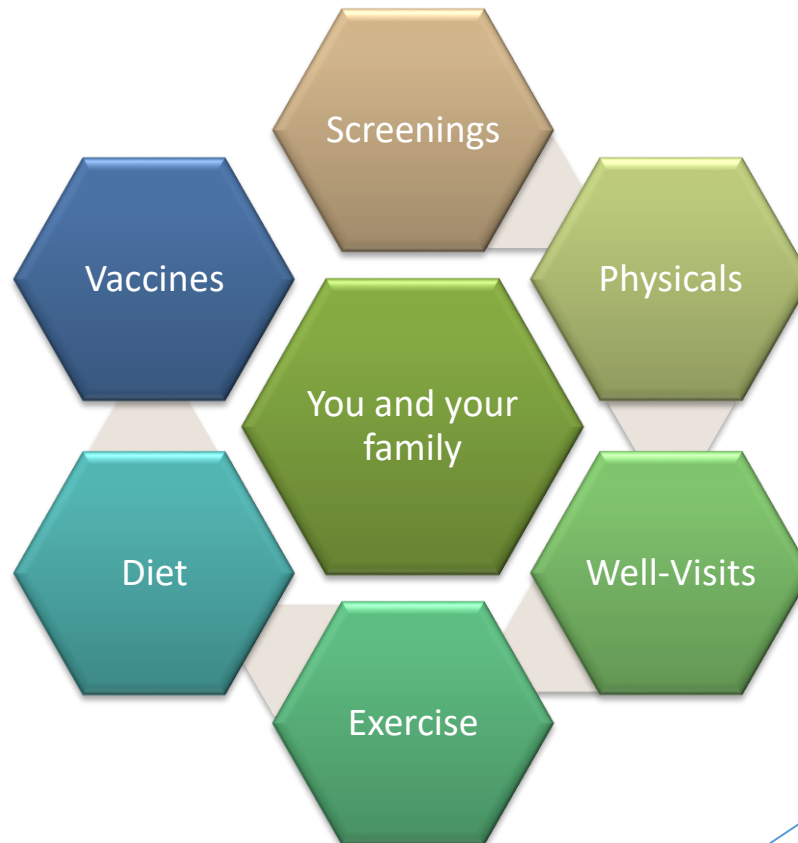 Screenings
Physicals
Vaccines
You and your
family
Well-Visits
Diet
Exercise